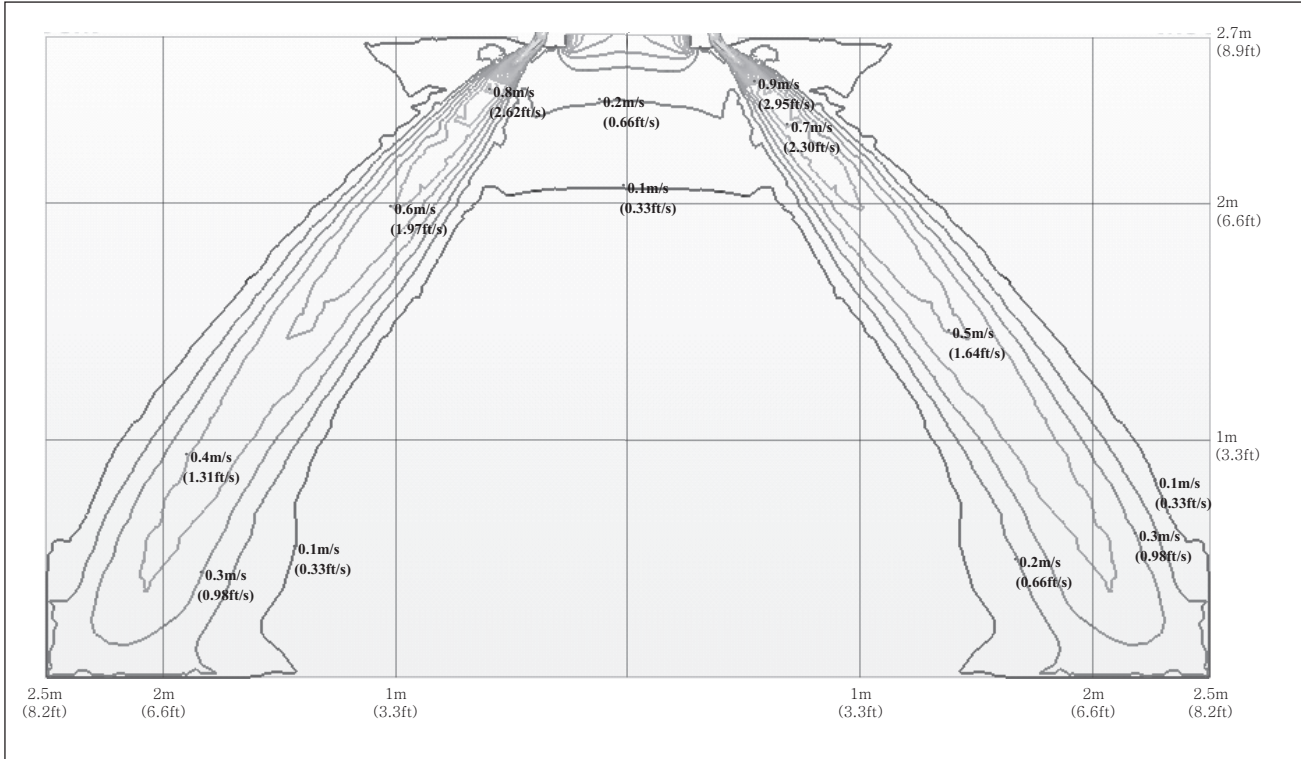 2.7m
(8.9ft)
0.8m/s
(2.62ft/s)
0.2m/s
(0.66ft/s)
0.9m/s
(2.95ft/s)
0.7m/s
(2.30ft/s)
0.1m/s
(0.33ft/s)
0.6m/s
(1.97ft/s)
2m
(6.6ft)
0.5m/s
(1.64ft/s)
1m
(3.3ft)
0.4m/s
(1.31ft/s)
0.1m/s
(0.33ft/s)
0.3m/s
(0.98ft/s)
0.1m/s
(0.33ft/s)
0.3m/s
(0.98ft/s)
0.2m/s
(0.66ft/s)
2.5m
(8.2ft)
2m
(6.6ft)
1m
(3.3ft)
1m
(3.3ft)
2m
(6.6ft)
2.5m
(8.2ft)